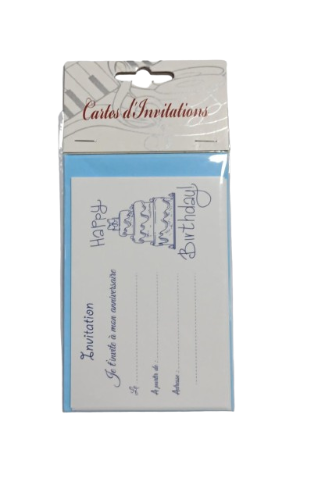 Cartes d'Invitations
Happy
Birthday!
Invitation
Je t'invite à mon anniversaire
Le :
A partir de :
Adresse :